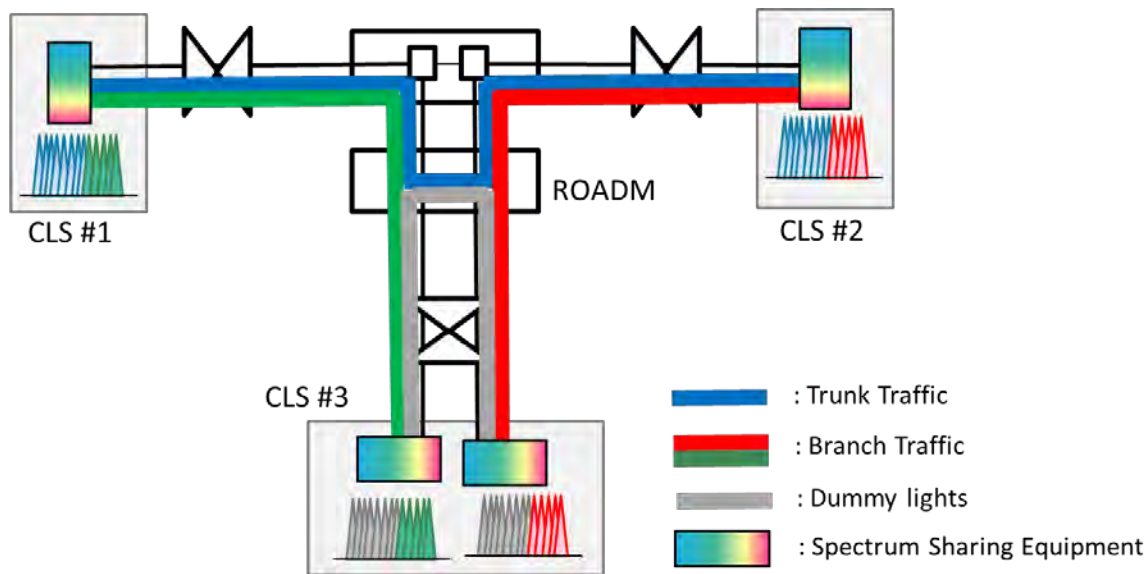 ROADM
CLS #1
CLS #2
CLS #3
: Trunk Traffic
: Branch Traffic
: Dummy lights
: Spectrum Sharing Equipment